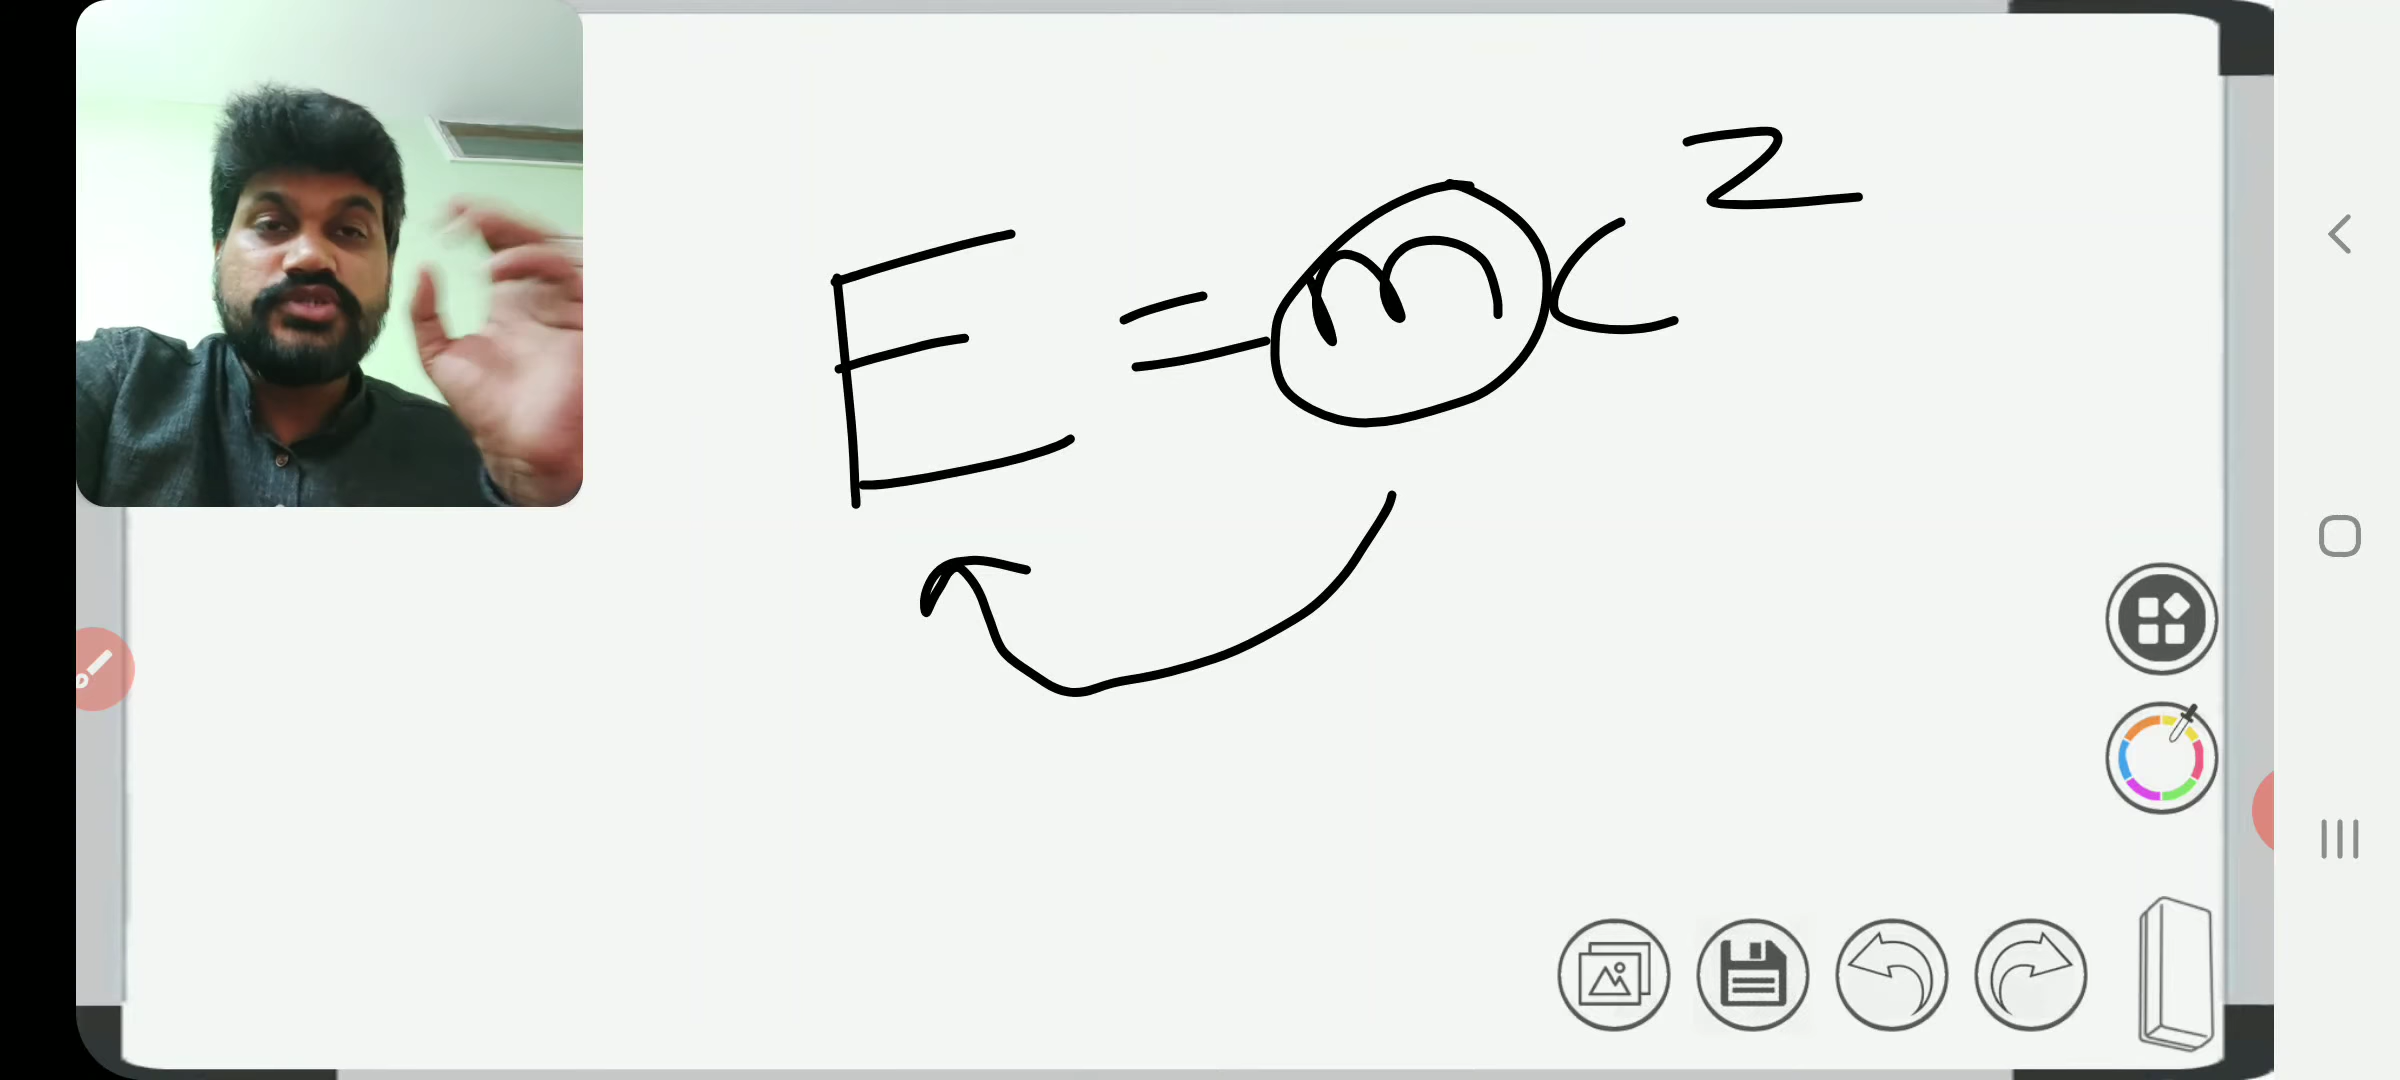 E = mc²